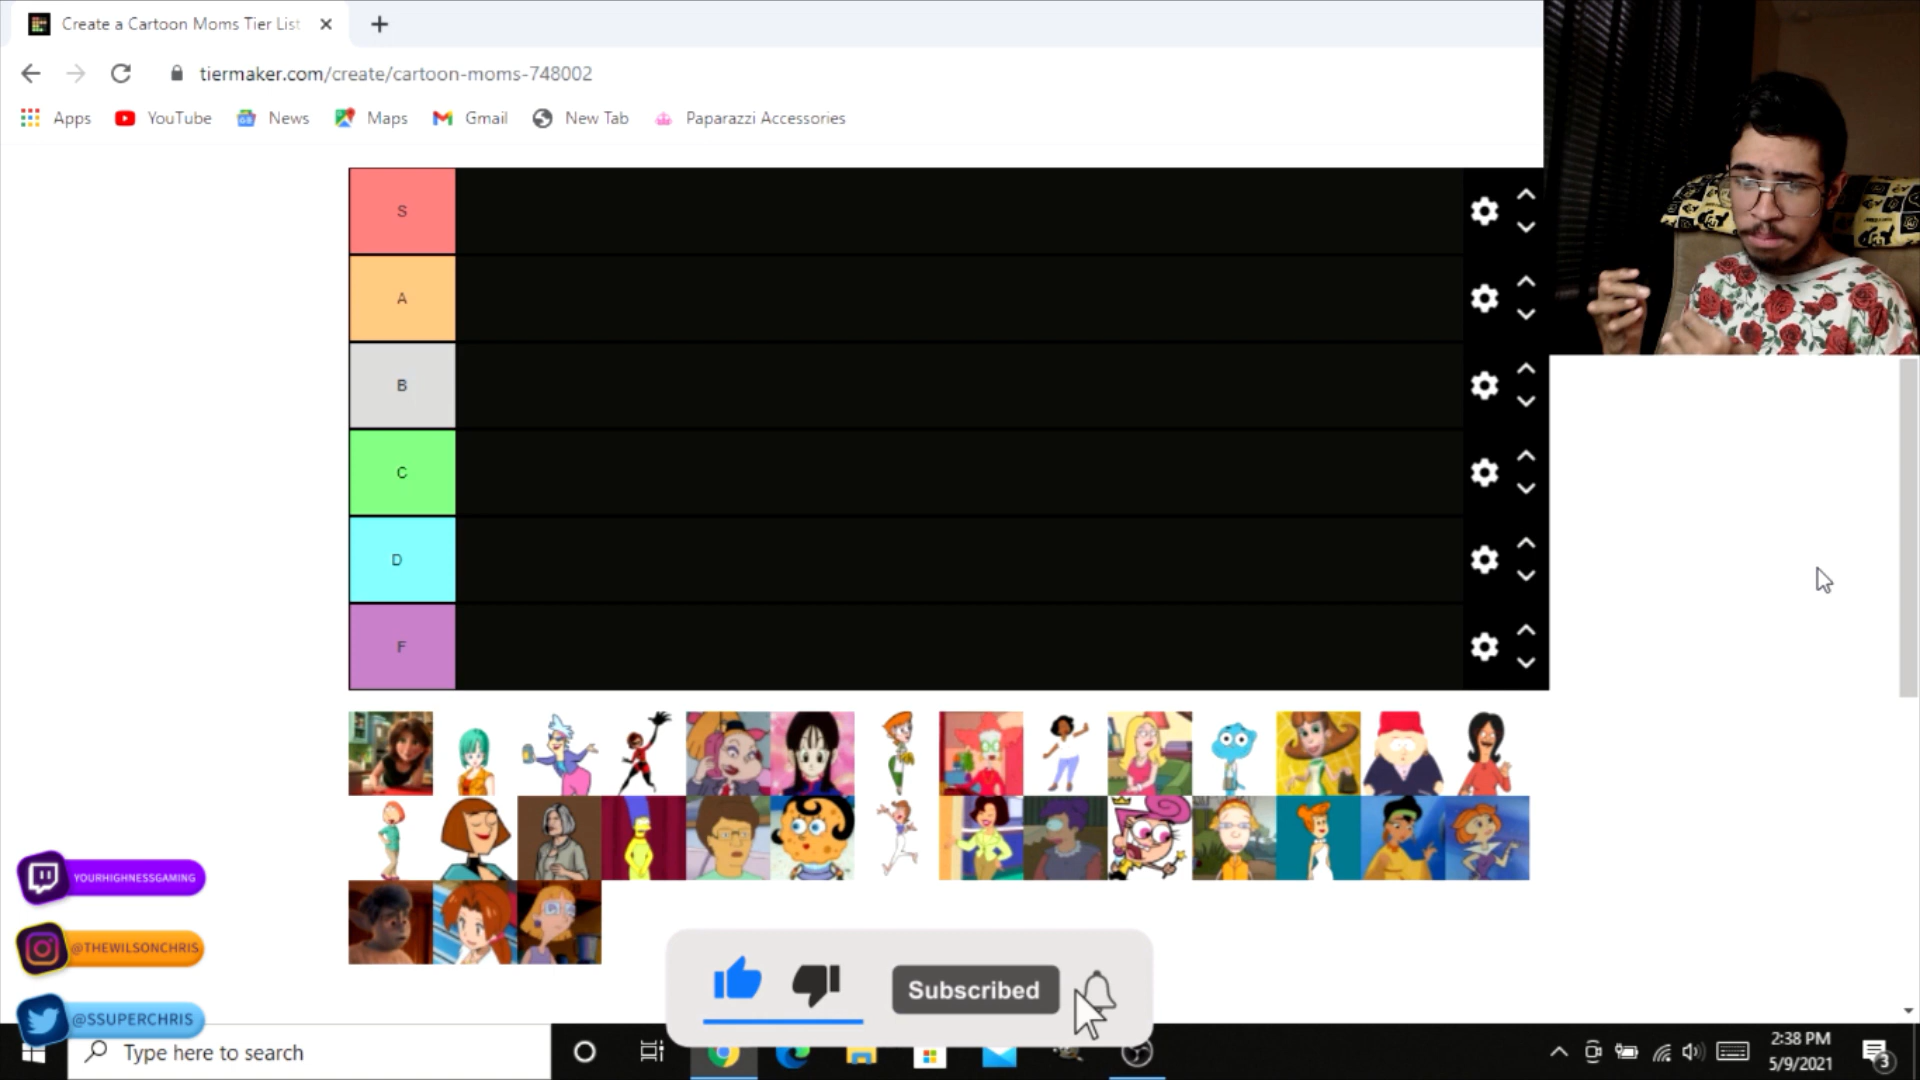 Create a Cartoon Moms Tier List
tiermaker.com/create/cartoon-moms-748002
Apps
YouTube
News
Maps
Gmail
New Tab
Paparazzi Accessories
S
A
B
C
D
F
YOURHIGHNESSGAMING
@THEWILSONCHRIS
@SSUPERCHRIS
Subscribed
Type here to search
2:38 PM
5/9/2021
3